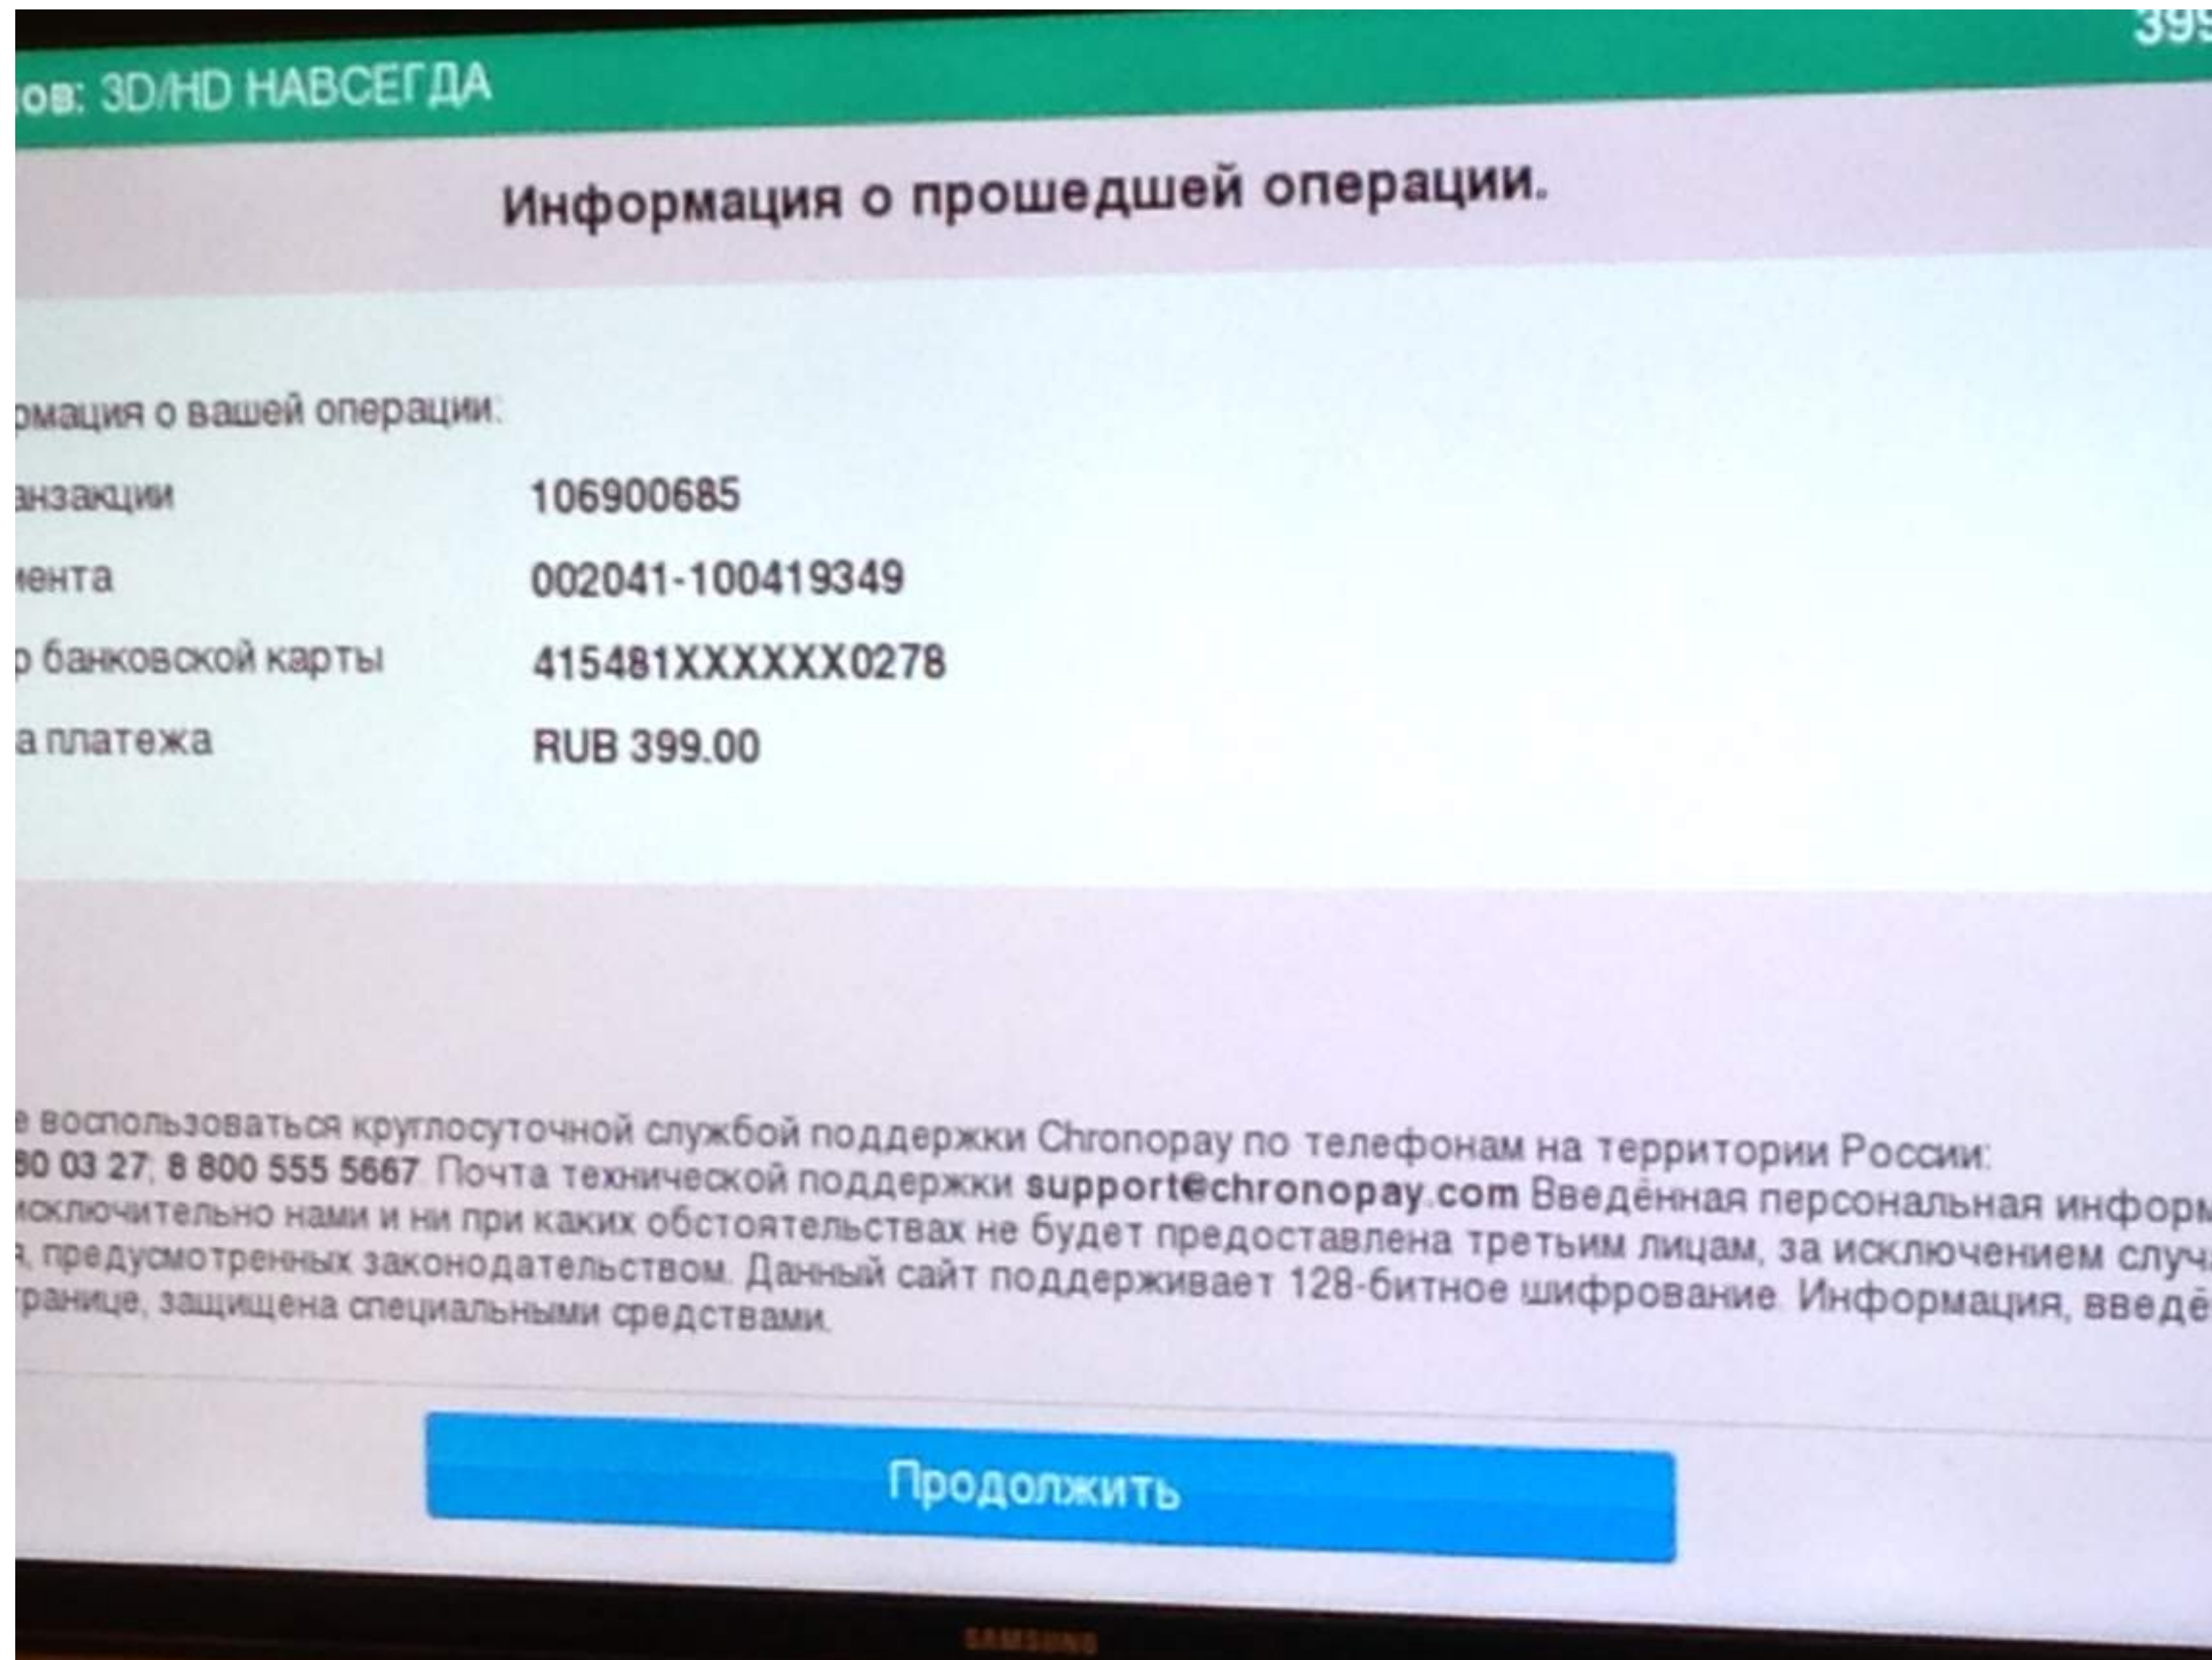 399
ов: 3D/HD НАВСЕГДА
Информация о прошедшей операции.
рмация о вашей операции:
анзакции 106900685
иента 002041-100419349
р банковской карты 415481XXXXXX0278
а платежа RUB 399.00
е воспользоваться круглосуточной службой поддержки Chronopay по телефонам на территории России:
80 03 27; 8 800 555 5667. Почта технической поддержки support@chronopay.com Введённая персональная информ
исключительно нами и ни при каких обстоятельствах не будет предоставлена третьим лицам, за исключением случа
я, предусмотренных законодательством. Данный сайт поддерживает 128-битное шифрование. Информация, введё
транице, защищена специальными средствами.
Продолжить
SAMSUNG